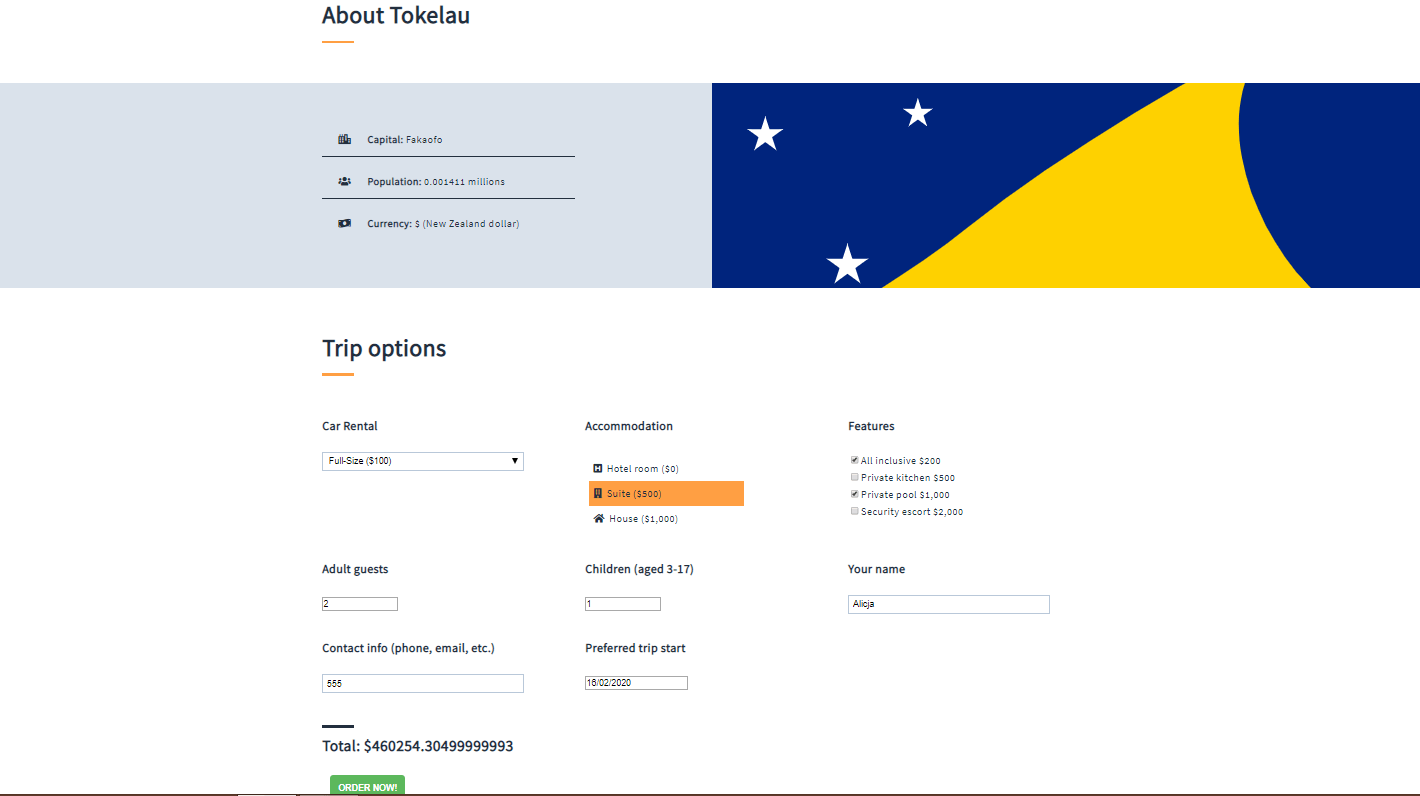 About Tokelau
Capital: Fakaofo
Population: 0.001411 millions
Currency: $ (New Zealand dollar)
Trip options
Car Rental
Full-Size ($100)
Accommodation
Hotel room ($0)
Suite ($500)
House ($1,000)
Features
All inclusive $200
Private kitchen $500
Private pool $1,000
Security escort $2,000
Adult guests
2
Children (aged 3-17)
1
Your name
Alicja
Contact info (phone, email, etc.)
555
Preferred trip start
16/02/2020
Total: $460254.30499999993
ORDER NOW!